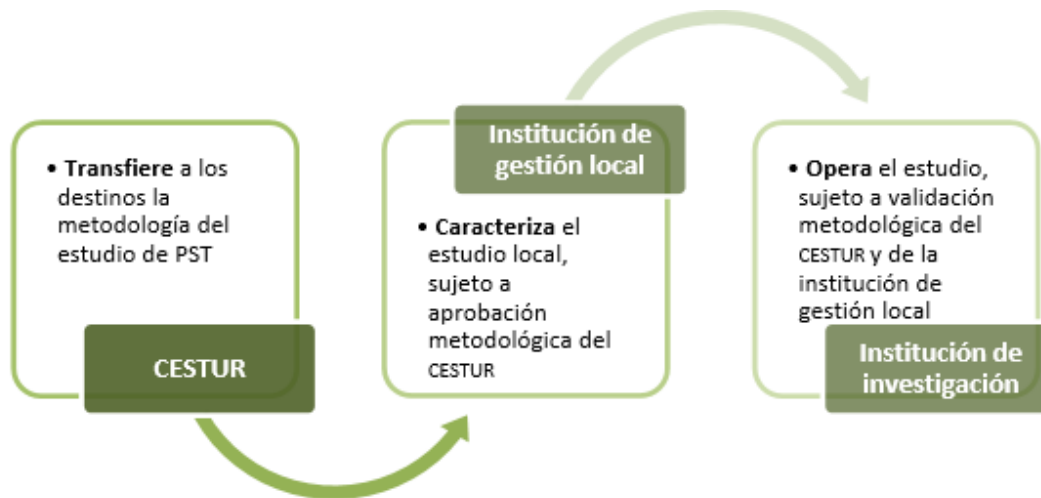 • Transfiere a los
destinos la
metodología del
estudio de PST
CESTUR
Institución de
gestión local
• Caracteriza el
estudio local,
sujeto a
aprobación
metodológica del
CESTUR
• Opera el estudio,
sujeto a validación
metodológica del
CESTUR y de la
institución de
gestión local
Institución de
investigación